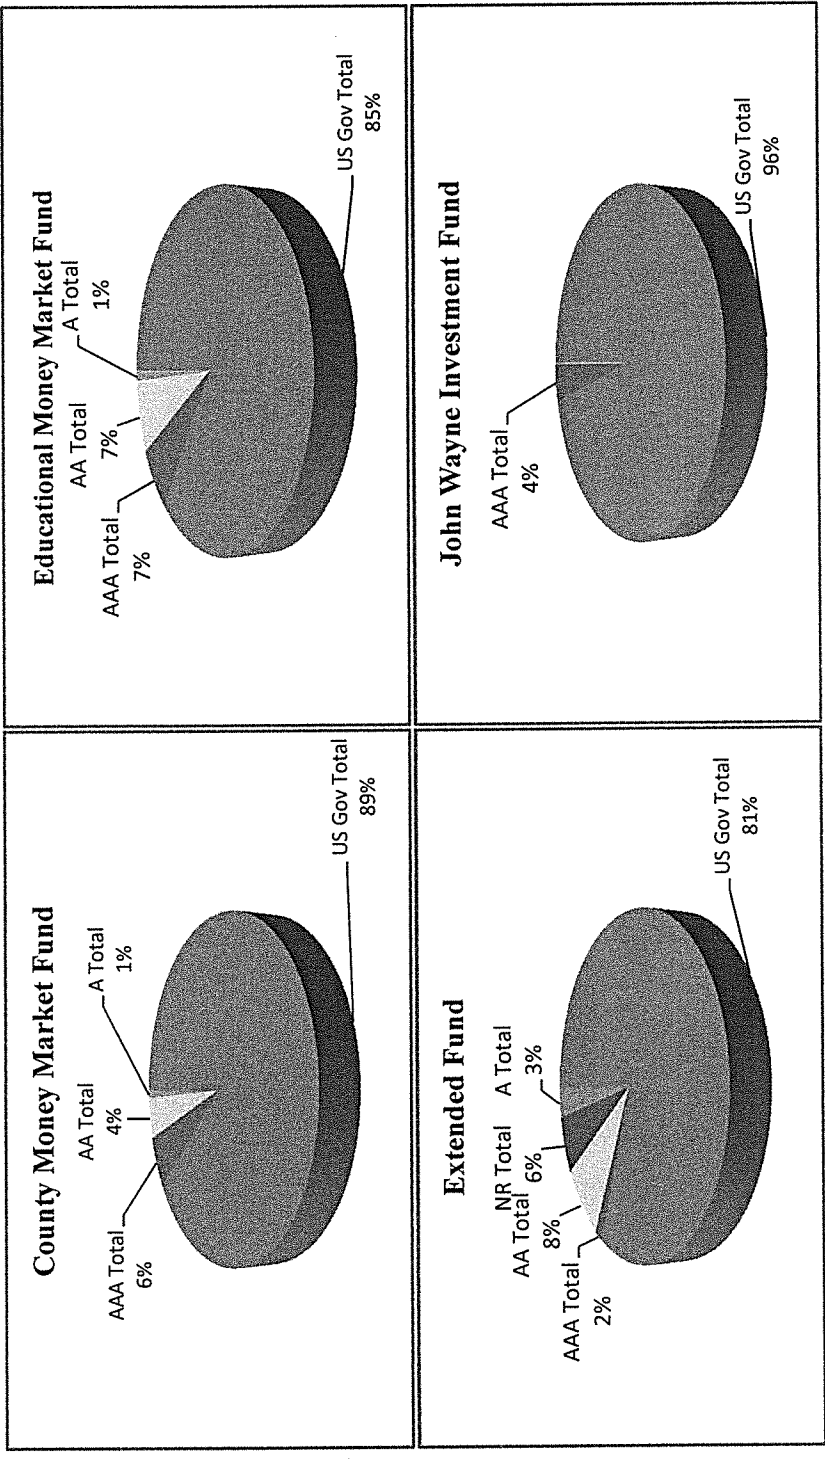 County Money Market Fund
A Total
1%
AA Total
4%
AAA Total
6%
US Gov Total
89%
Educational Money Market Fund
A Total
1%
AA Total
7%
AAA Total
7%
US Gov Total
85%
Extended Fund
A Total
3%
NR Total
6%
AA Total
8%
AAA Total
2%
US Gov Total
81%
John Wayne Investment Fund
AAA Total
4%
US Gov Total
96%